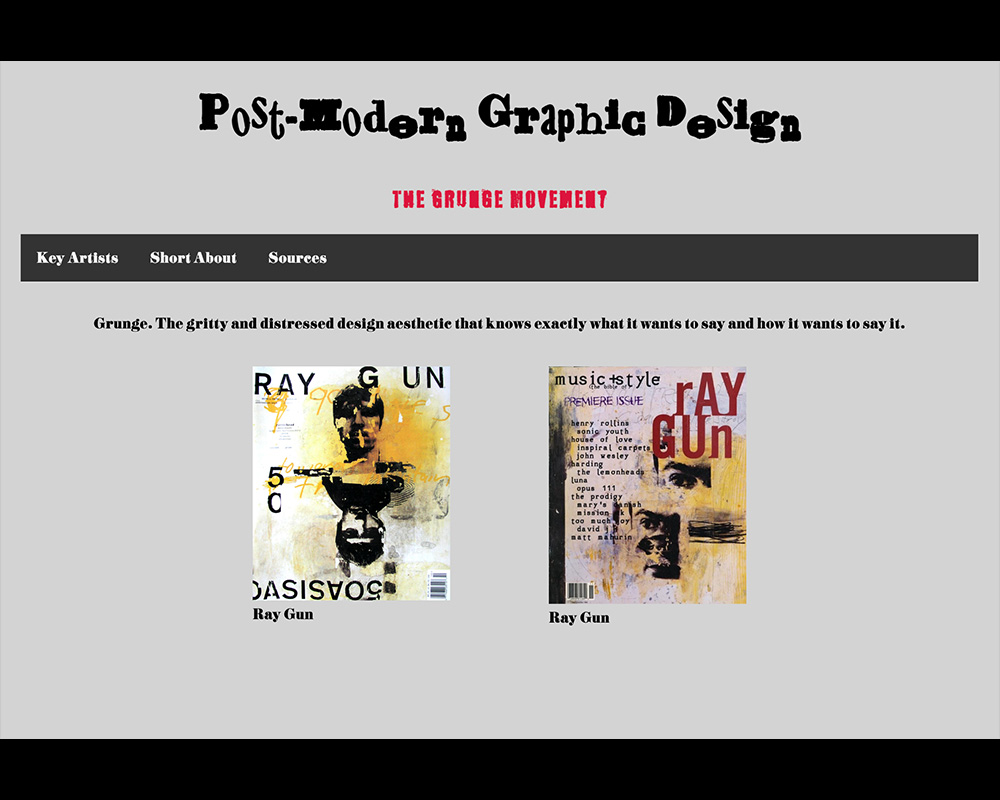 Post-Modern Graphic Design
THE GRUNGE MOVEMENT
Key Artists Short About Sources
Grunge. The gritty and distressed design aesthetic that knows exactly what it wants to say and how it wants to say it.
RAY GUN
50
OASIS
Ray Gun
music+style
the bible of
PREMIERE ISSUE
rAY
GUn
henry rollins
sonic youth
house of love
inspiral carpets
john wesley
harding
the lemonheads
luna
opus 111
the prodigy
mary's danish
mission uk
too much joy
david j
matt mahurin
Ray Gun